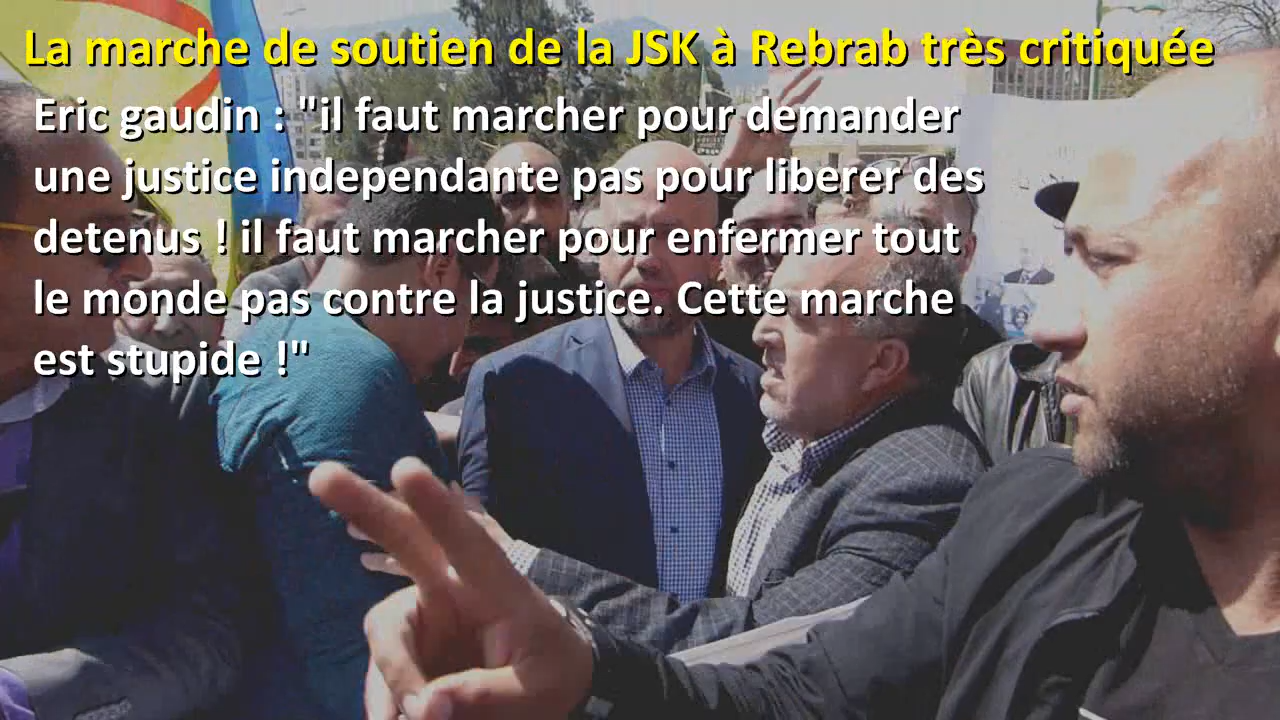 La marche de soutien de la JSK à Rebrab très critiquée
Eric gaudin : "il faut marcher pour demander
une justice independante pas pour liberer des
detenus ! il faut marcher pour enfermer tout
le monde pas contre la justice. Cette marche
est stupide !"